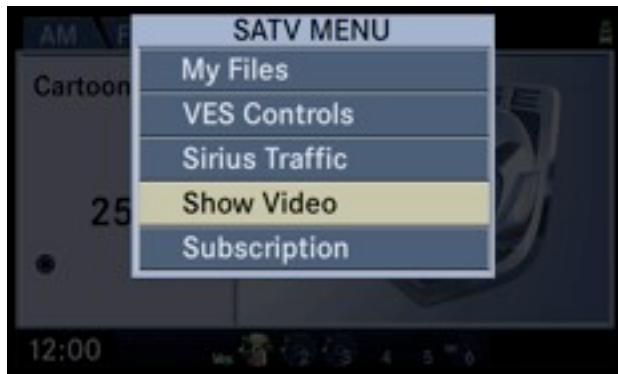 AM F
SATV MENU
My Files
Cartoon
VES Controls
Sirius Traffic
Show Video
25
Subscription
12:00
Ves 2 3 4 5 6